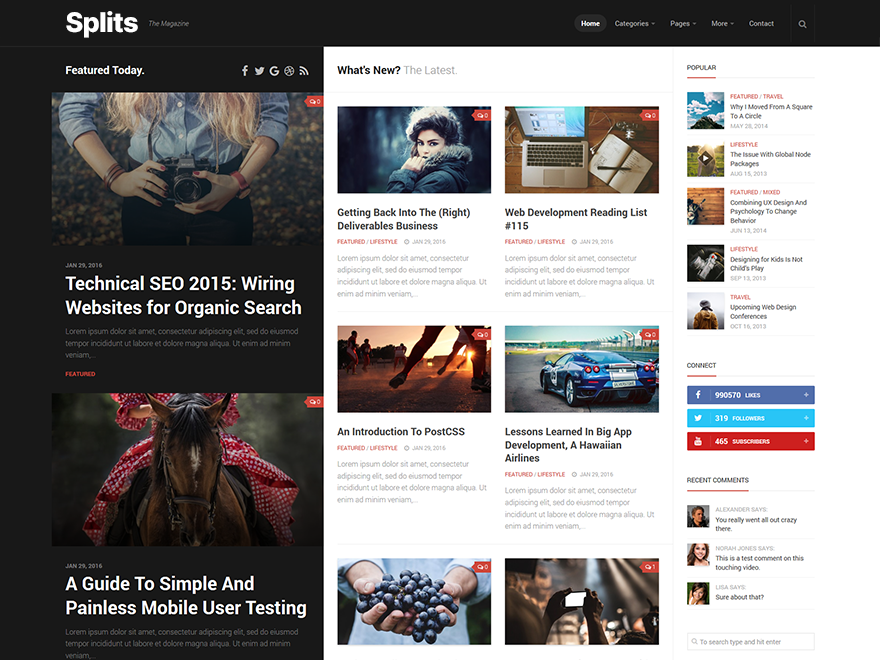 Splits The Magazine
Home Categories Pages More Contact
Featured Today.
0
JAN 29, 2016
Technical SEO 2015: Wiring
Websites for Organic Search
Lorem ipsum dolor sit amet, consectetur adipiscing elit, sed do eiusmod
tempor incididunt ut labore et dolore magna aliqua. Ut enim ad minim
veniam,...
FEATURED
0
JAN 29, 2016
A Guide To Simple And
Painless Mobile User Testing
Lorem ipsum dolor sit amet, consectetur adipiscing elit, sed do eiusmod
tempor incididunt ut labore et dolore magna aliqua. Ut enim ad minim
veniam,...
What's New? The Latest.
0
Getting Back Into The (Right)
Deliverables Business
FEATURED / LIFESTYLE JAN 29, 2016
Lorem ipsum dolor sit amet, consectetur
adipiscing elit, sed do eiusmod tempor
incididunt ut labore et dolore magna aliqua. Ut
enim ad minim veniam,...
0
Web Development Reading List
#115
FEATURED / LIFESTYLE JAN 29, 2016
Lorem ipsum dolor sit amet, consectetur
adipiscing elit, sed do eiusmod tempor
incididunt ut labore et dolore magna aliqua. Ut
enim ad minim veniam,...
0
An Introduction To PostCSS
FEATURED / LIFESTYLE JAN 29, 2016
Lorem ipsum dolor sit amet, consectetur
adipiscing elit, sed do eiusmod tempor
incididunt ut labore et dolore magna aliqua. Ut
enim ad minim veniam,...
0
Lessons Learned In Big App
Development, A Hawaiian
Airlines
FEATURED / LIFESTYLE JAN 29, 2016
Lorem ipsum dolor sit amet, consectetur
adipiscing elit, sed do eiusmod tempor
incididunt ut labore et dolore magna aliqua. Ut
enim ad minim veniam,...
0
1
POPULAR
FEATURED / TRAVEL
Why I Moved From A Square
To A Circle
MAY 28, 2014
LIFESTYLE
The Issue With Global Node
Packages
AUG 15, 2013
FEATURED / MIXED
Combining UX Design And
Psychology To Change
Behavior
JUN 13, 2014
LIFESTYLE
Designing for Kids Is Not
Child's Play
SEP 13, 2013
TRAVEL
Upcoming Web Design
Conferences
OCT 16, 2013
CONNECT
990570 LIKES +
319 FOLLOWERS +
465 SUBSCRIBERS +
RECENT COMMENTS
ALEXANDER SAYS:
You really went all out crazy
there.
NORAH JONES SAYS:
This is a test comment on this
touching video.
LISA SAYS:
Sure about that?
To search type and hit enter